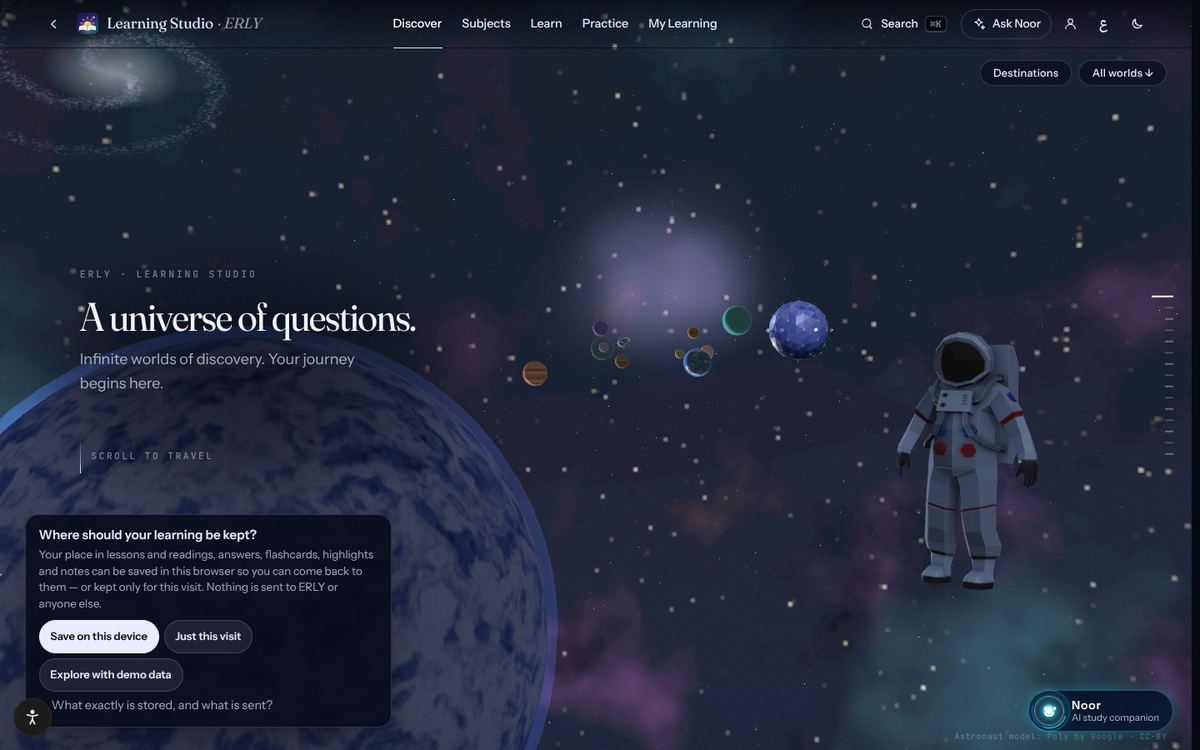 Learning Studio · ERLY
Discover
Subjects
Learn
Practice
My Learning
Search ⌘K
Ask Noor
ع
Destinations
All worlds ↓
ERLY · LEARNING STUDIO
A universe of questions.
Infinite worlds of discovery. Your journey
begins here.
SCROLL TO TRAVEL
Where should your learning be kept?
Your place in lessons and readings, answers, flashcards, highlights
and notes can be saved in this browser so you can come back to
them — or kept only for this visit. Nothing is sent to ERLY or
anyone else.
Save on this device
Just this visit
Explore with demo data
What exactly is stored, and what is sent?
Noor
AI study companion
Astronaut model: Poly by Google · CC-BY